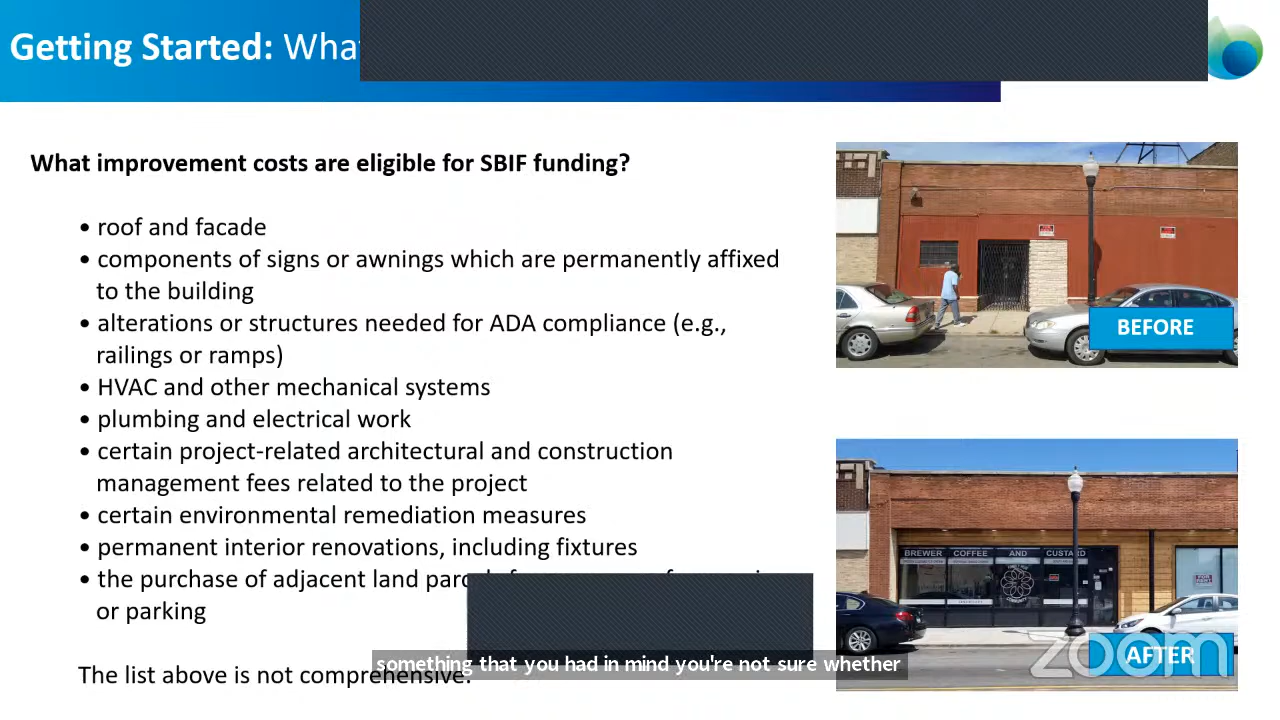 Getting Started: What
What improvement costs are eligible for SBIF funding?
• roof and facade
• components of signs or awnings which are permanently affixed
to the building
• alterations or structures needed for ADA compliance (e.g.,
railings or ramps)
• HVAC and other mechanical systems
• plumbing and electrical work
• certain project-related architectural and construction
management fees related to the project
• certain environmental remediation measures
• permanent interior renovations, including fixtures
• the purchase of adjacent land
or parking
The list above is not comprehensive.
something that you had in mind you're not sure whether
BEFORE
BREWER COFFEE AND CUSTARD
AFTER
zoom